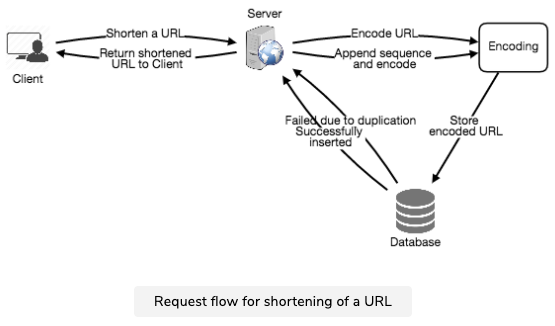 Server
Shorten a URL
Return shortened
URL to Client
Client
Encode URL
Append sequence
and encode
Encoding
Failed due to duplication
Successfully
inserted
Store
encoded URL
Database
Request flow for shortening of a URL